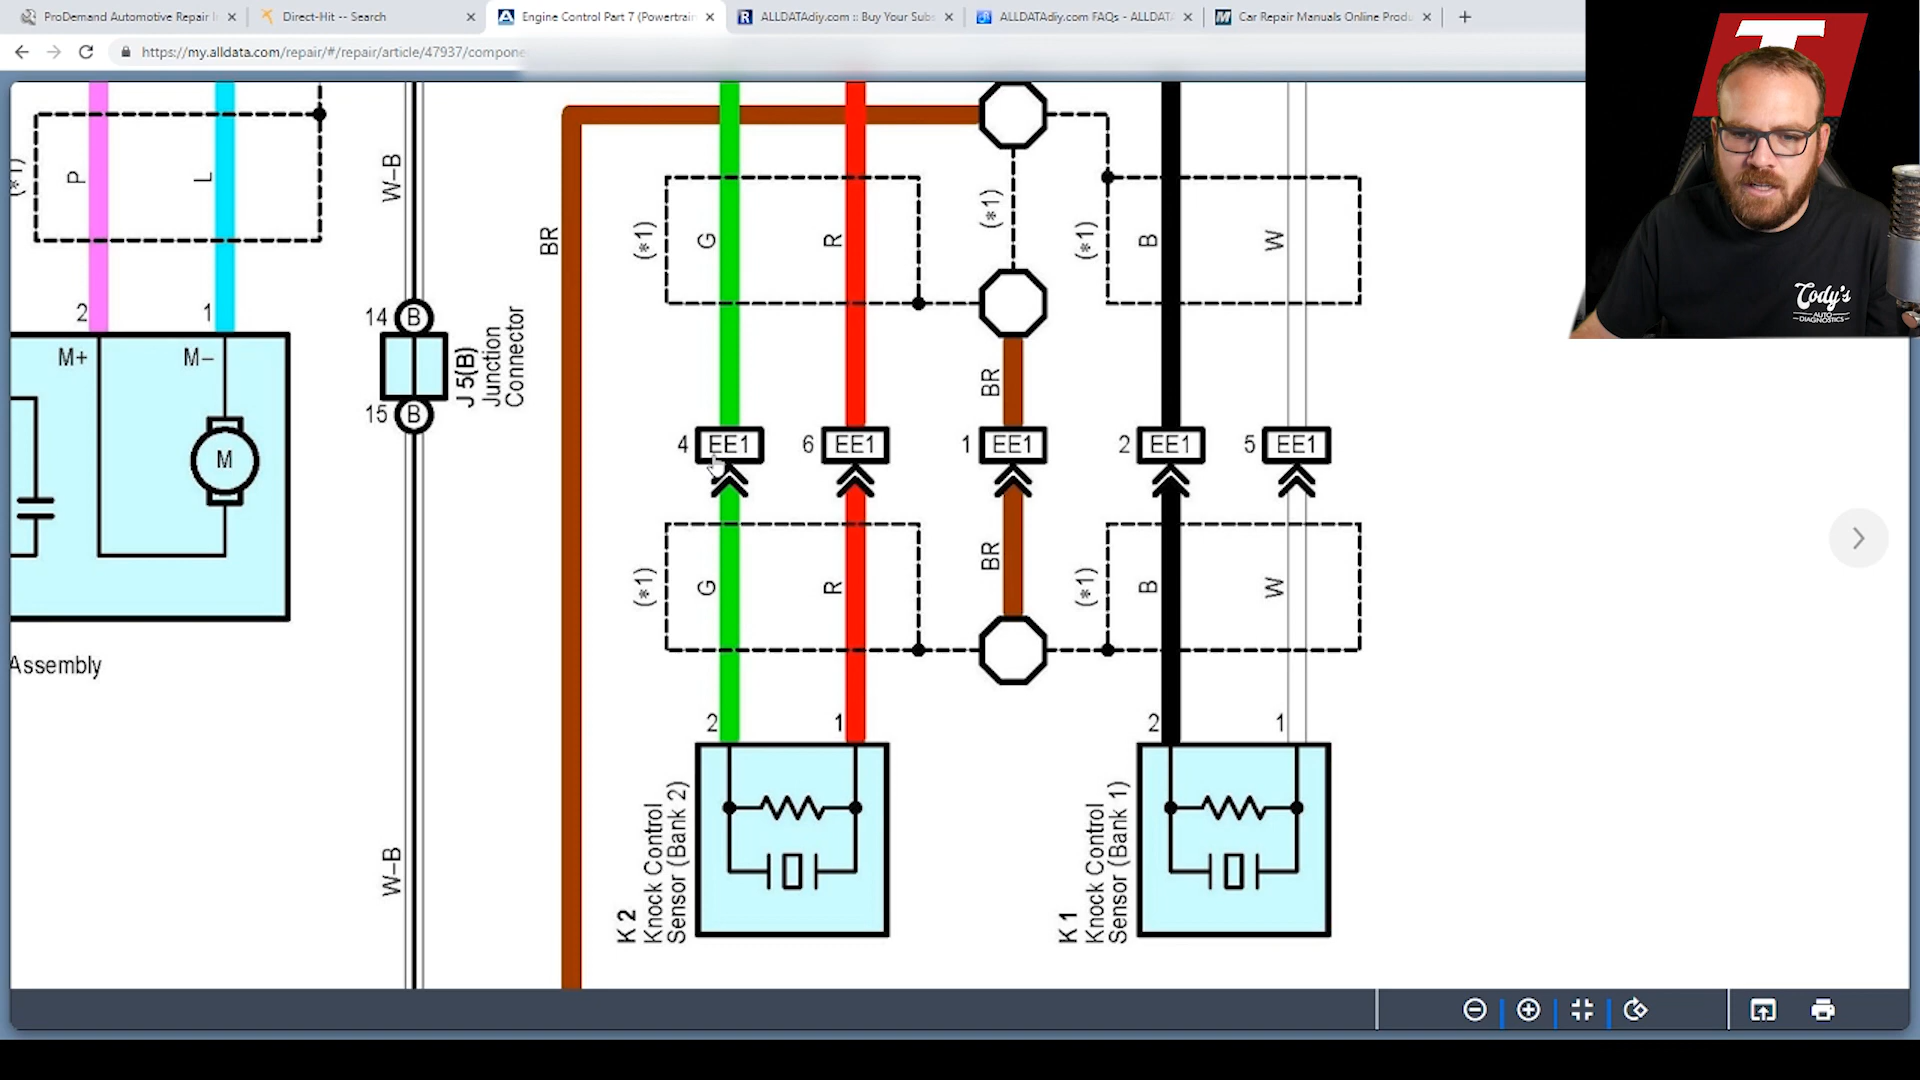 ProDemand Automotive Repair I
Direct-Hit -- Search
Engine Control Part 7 (Powertrai
ALLDATAdiy.com :: Buy Your Subs
ALLDATAdiy.com FAQs - ALLDATA
Car Repair Manuals Online Produ
https://my.alldata.com/repair/#/repair/article/47937/compone
T
Cody's
AUTO
DIAGNOSTICS
(*1)
P
L
W-B
BR
(*1)
G
R
(*1)
(*1)
B
W
2
1
M+
M-
M
14
B
15
B
J 5(B)
Junction
Connector
BR
4
EE1
6
EE1
1
EE1
2
EE1
5
EE1
(*1)
G
R
BR
(*1)
B
W
Assembly
W-B
2
1
2
1
K 2
Knock Control
Sensor (Bank 2)
K 1
Knock Control
Sensor (Bank 1)